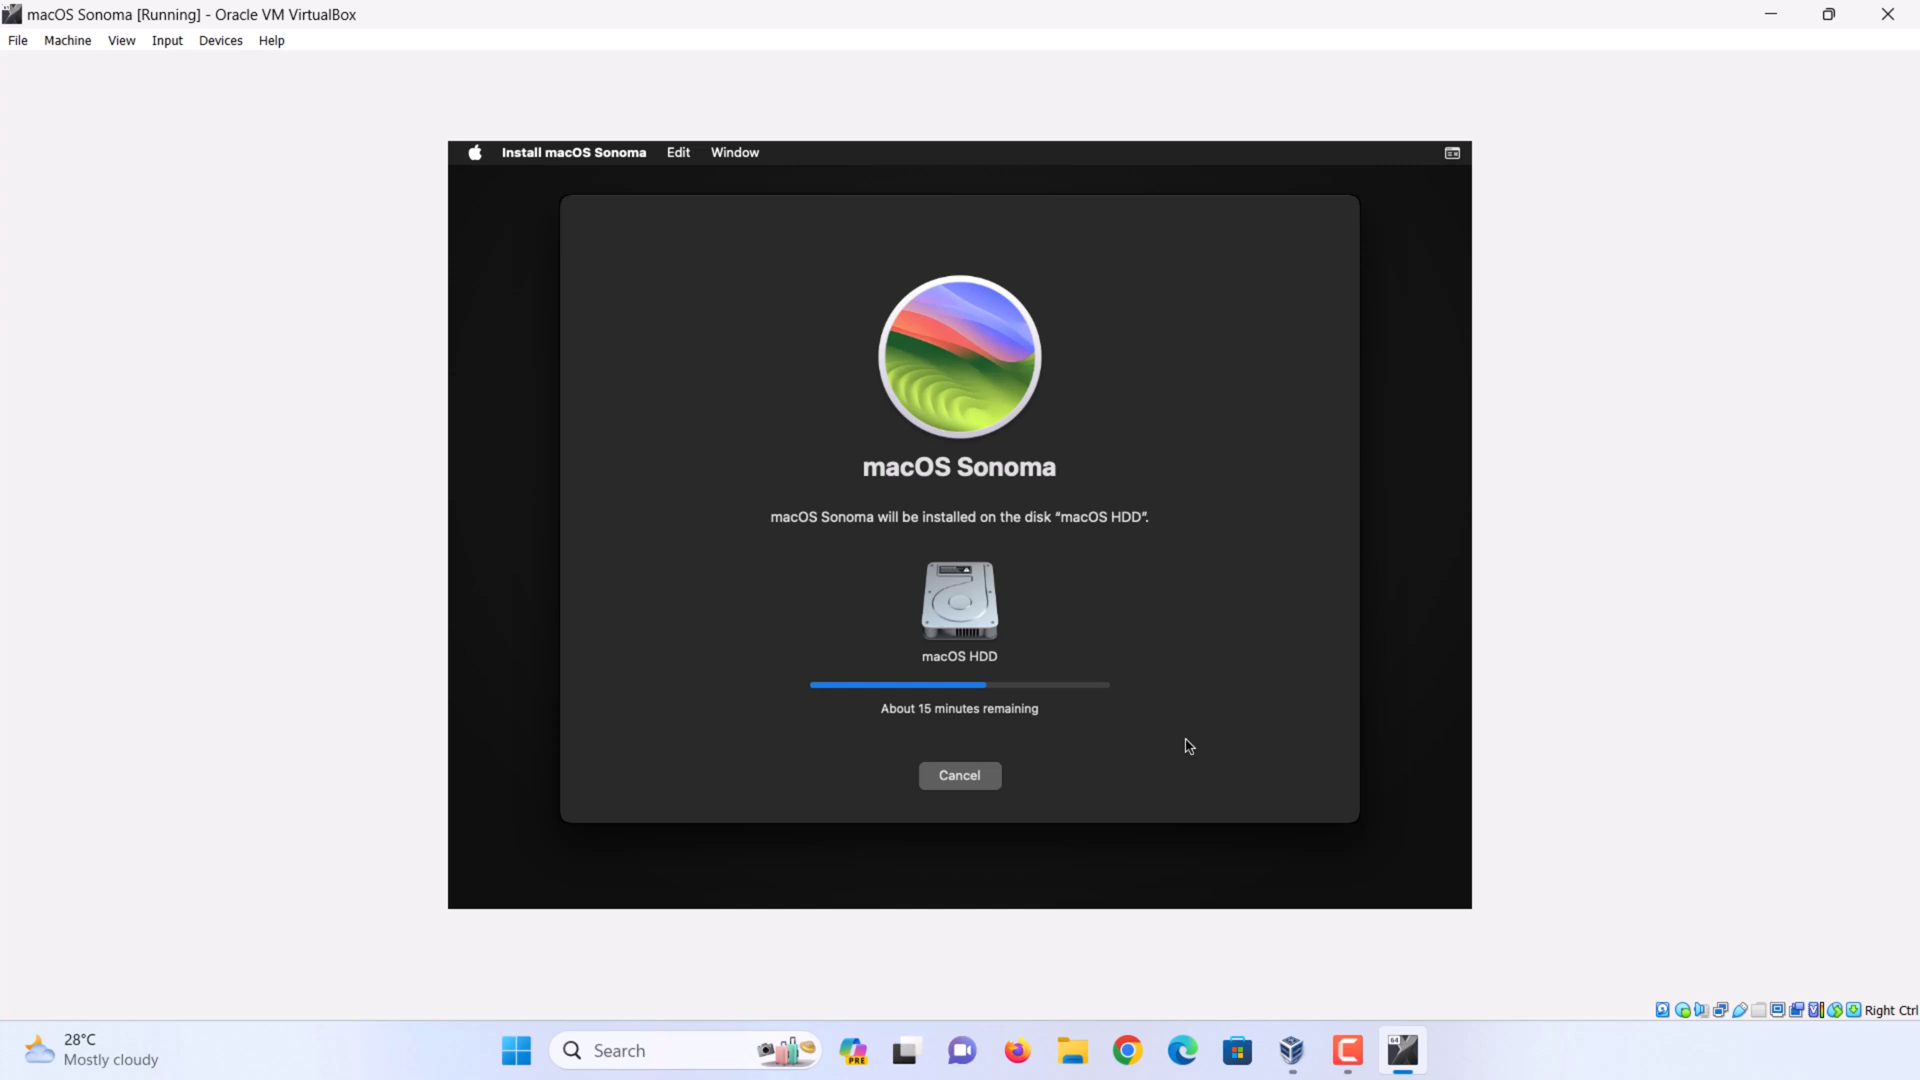 macOS Sonoma [Running] - Oracle VM VirtualBox
File Machine View Input Devices Help
Install macOS Sonoma Edit Window
macOS Sonoma
macOS Sonoma will be installed on the disk “macOS HDD”.
macOS HDD
About 15 minutes remaining
Cancel
Right Ctrl
28°C
Mostly cloudy
Search
PRE
64